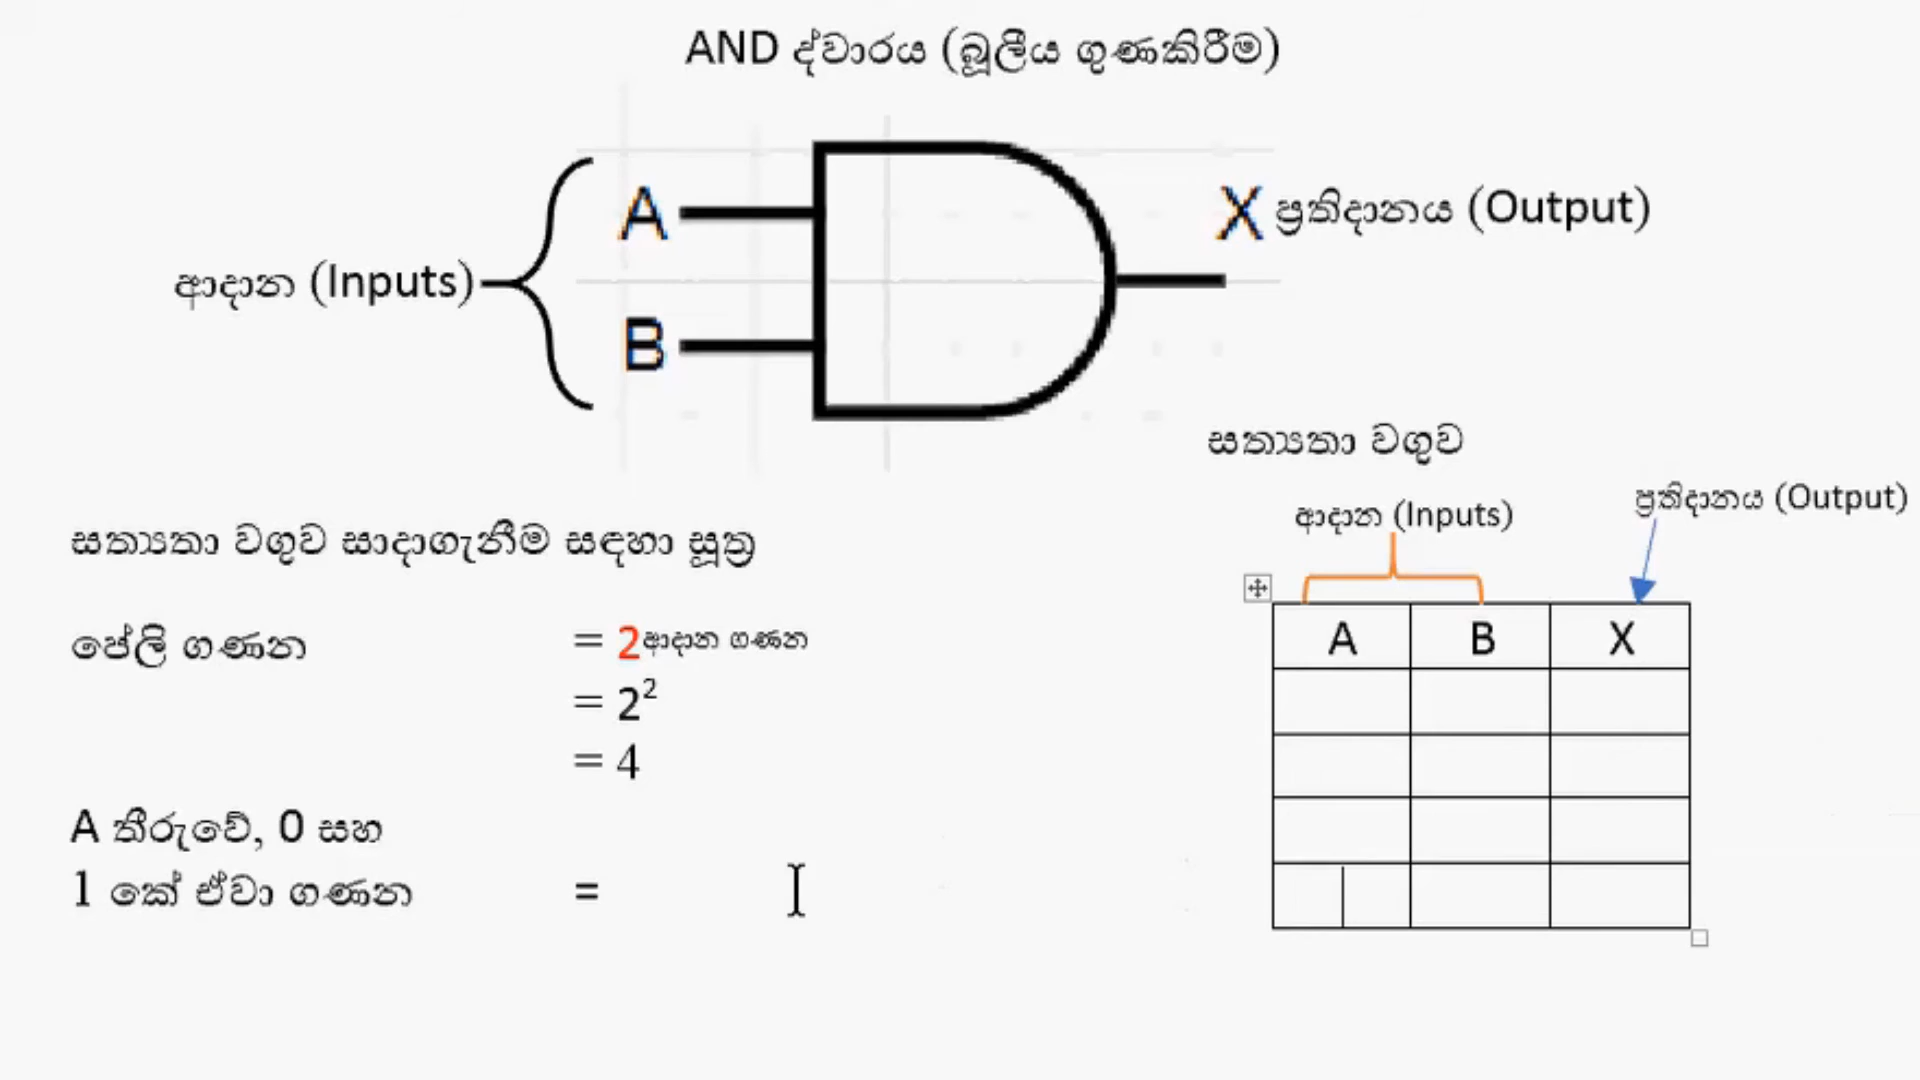 AND ද්වාරය (බූලීය ගුණකිරීම)
A
X ප්‍රතිදානය (Output)
ආදාන (Inputs)
B
සත්‍යතා වගුව
ආදාන (Inputs)
ප්‍රතිදානය (Output)
සත්‍යතා වගුව සාදාගැනීම සඳහා සූත්‍ර
A B X
පේලි ගණන = 2ආදාන ගණන
= 2²
= 4
A තීරුවේ, 0 සහ
1 කේ ඒවා ගණන =